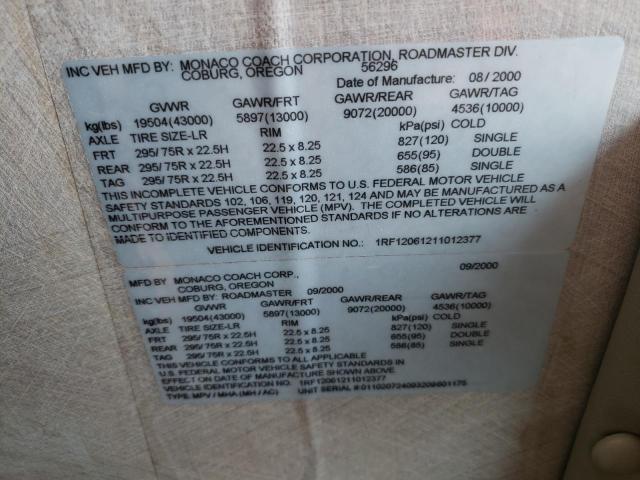 INC VEH MFD BY: MONACO COACH CORPORATION, ROADMASTER DIV.
COBURG, OREGON 56296
Date of Manufacture: 08/2000
GVWR GAWR/FRT GAWR/REAR GAWR/TAG
kg(lbs) 19504(43000) 5897(13000) 9072(20000) 4536(10000)
AXLE TIRE SIZE-LR RIM kPa(psi) COLD
FRT 295/ 75R x 22.5H 22.5 x 8.25 827(120) SINGLE
REAR 295/ 75R x 22.5H 22.5 x 8.25 655(95) DOUBLE
TAG 295/ 75R x 22.5H 22.5 x 8.25 586(85) SINGLE
THIS INCOMPLETE VEHICLE CONFORMS TO U.S. FEDERAL MOTOR VEHICLE
SAFETY STANDARDS 102, 106, 119, 120, 121, 124 AND MAY BE MANUFACTURED AS A
MULTIPURPOSE PASSENGER VEHICLE (MPV). THE COMPLETED VEHICLE WILL
CONFORM TO THE AFOREMENTIONED STANDARDS IF NO ALTERATIONS ARE
MADE TO IDENTIFIED COMPONENTS.
VEHICLE IDENTIFICATION NO.: 1RF12061211012377
MFD BY: MONACO COACH CORP., 09/2000
COBURG, OREGON
INC VEH MFD BY: ROADMASTER 09/2000
GVWR GAWR/FRT GAWR/REAR GAWR/TAG
kg(lbs) 19504(43000) 5897(13000) 9072(20000) 4536(10000)
AXLE TIRE SIZE-LR RIM kPa(psi) COLD
FRT 295/ 75R x 22.5H 22.5 x 8.25 827(120) SINGLE
REAR 295/ 75R x 22.5H 22.5 x 8.25 655(95) DOUBLE
TAG 295/ 75R x 22.5H 22.5 x 8.25 586(85) SINGLE
THIS VEHICLE CONFORMS TO ALL APPLICABLE
U.S. FEDERAL MOTOR VEHICLE SAFETY STANDARDS IN
EFFECT ON DATE OF MANUFACTURE SHOWN ABOVE.
VEHICLE IDENTIFICATION NO. 1RF12061211012377
TYPE: MPV / MHA (MH / AC) UNIT SERIAL #: